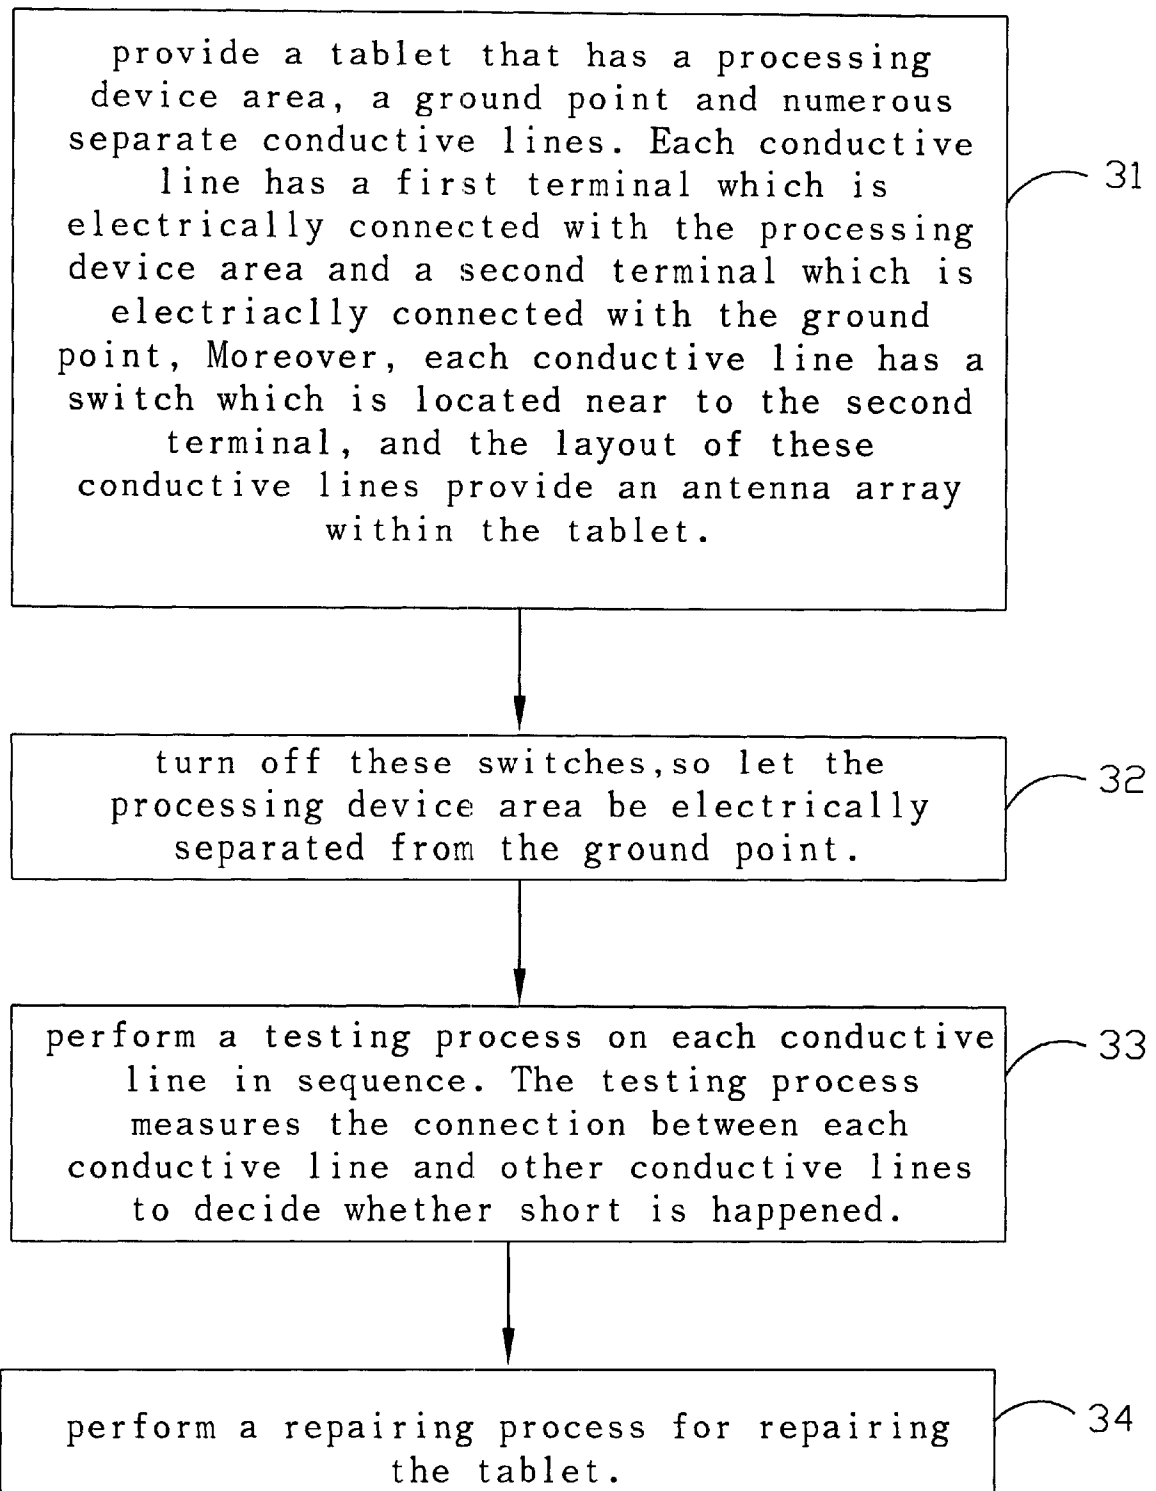 provide a tablet that has a processing
device area, a ground point and numerous
separate conductive lines. Each conductive
line has a first terminal which is
electrically connected with the processing
device area and a second terminal which is
electriaclly connected with the ground
point, Moreover, each conductive line has a
switch which is located near to the second
terminal, and the layout of these
conductive lines provide an antenna array
within the tablet.
31
turn off these switches,so let the
processing device area be electrically
separated from the ground point.
32
perform a testing process on each conductive
line in sequence. The testing process
measures the connection between each
conductive line and other conductive lines
to decide whether short is happened.
33
perform a repairing process for repairing
the tablet.
34